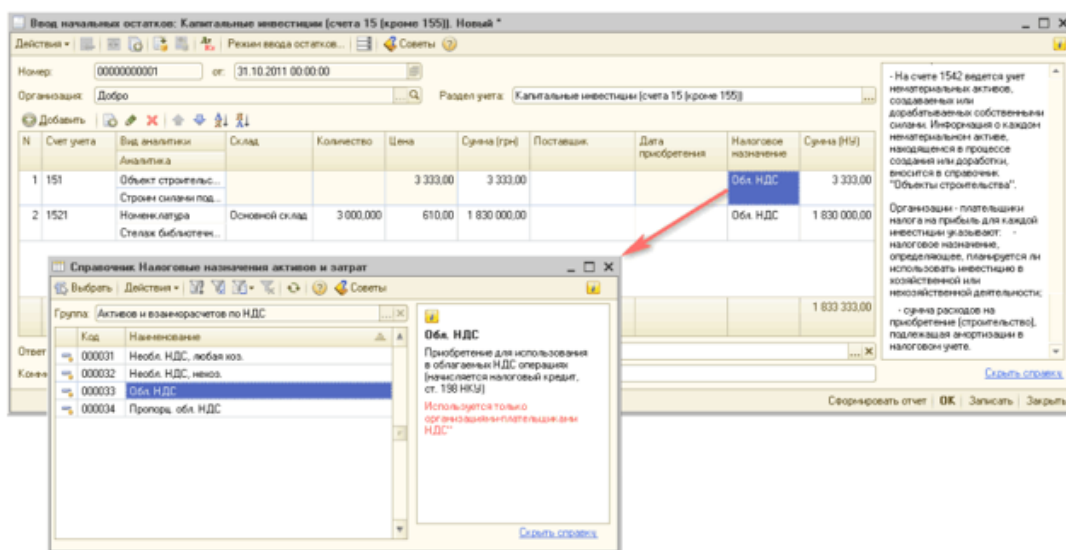 Ввод начальных остатков: Капитальные инвестиции (счета 15 (кроме 155)). Новый *
Действия Режим ввода остатков... Советы
Номер: 00000000001 от: 31.10.2011 00:00:00
Организация: Добро Раздел учета: Капитальные инвестиции (счета 15 (кроме 155))
Добавить
N Счет учета Вид аналитики Склад Количество Цена Сумма (грн) Поставщик Дата приобретения Налоговое назначение Сумма (НУ)
Аналитика
1 151 Объект строительс... 3 333,00 3 333,00 Обл. НДС 3 333,00
Строим силами под...
2 1521 Номенклатура Основной склад 3 000,000 610,00 1 830 000,00 Обл. НДС 1 830 000,00
Стелаж библиотечн...
1 833 333,00
- На счете 1542 ведется учет
нематериальных активов,
создаваемых или
дорабатываемых собственными
силами. Информация о каждом
нематериальном активе,
находящемся в процессе
создания или доработки,
вносится в справочник
"Объекты строительства".
Организации - плательщики
налога на прибыль для каждой
инвестиции указывают: -
налоговое назначение,
определяющее, планируется ли
использовать инвестицию в
хозяйственной или
нехозяйственной деятельности;
- сумма расходов на
приобретение (строительство),
подлежащая амортизации в
налоговом учете.
Скрыть справку
Ответ
Комме
Сформировать отчет OK Записать Закрыть
Справочник Налоговые назначения активов и затрат
Выбрать Действия Советы
Группа: Активов и взаиморасчетов по НДС
Код Наименование
000031 Необл. НДС, любая хоз.
000032 Необл. НДС, нехоз.
000033 Обл. НДС
000034 Пропорц. обл. НДС
Обл. НДС
Приобретение для использования
в облагаемых НДС операциях
(начисляется налоговый кредит,
ст. 198 НКУ)
Используется только
организациями-плательщиками
НДС"
Скрыть справку